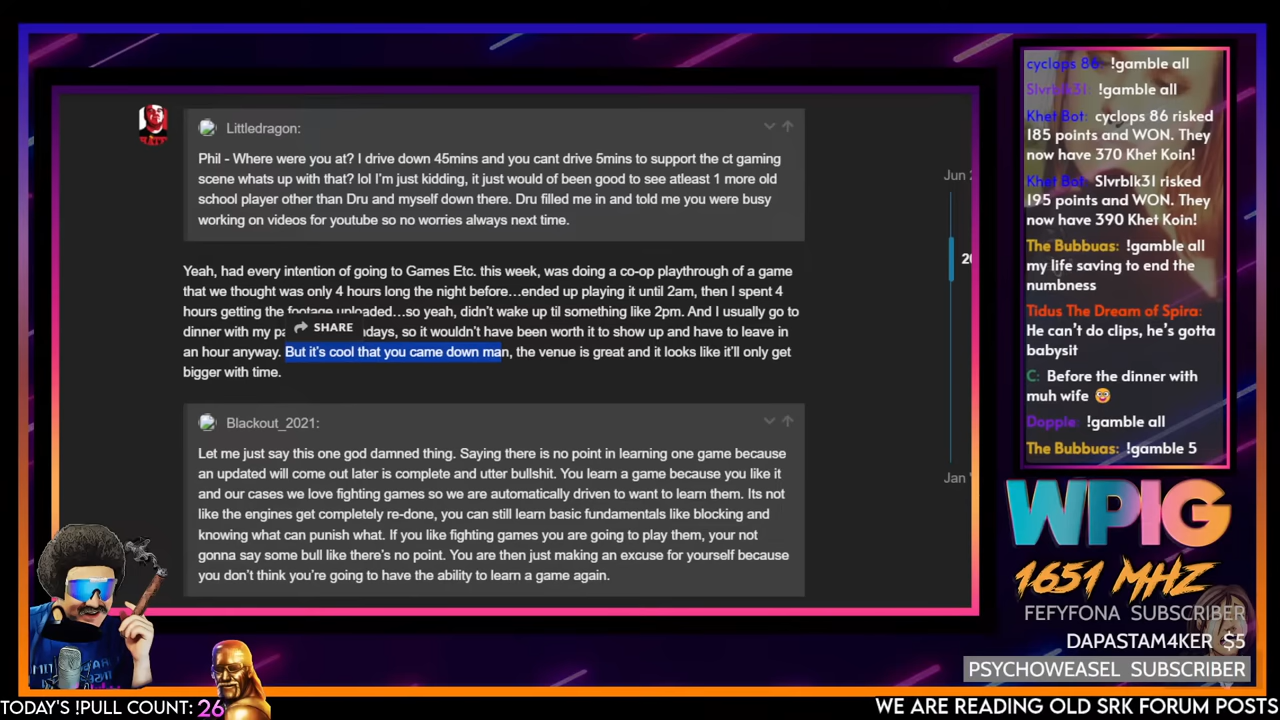 Littledragon:
Phil - Where were you at? I drive down 45mins and you cant drive 5mins to support the ct gaming
scene whats up with that? lol I'm just kidding, it just would of been good to see atleast 1 more old
school player other than Dru and myself down there. Dru filled me in and told me you were busy
working on videos for youtube so no worries always next time.
Yeah, had every intention of going to Games Etc. this week, was doing a co-op playthrough of a game
that we thought was only 4 hours long the night before…ended up playing it until 2am, then I spent 4
hours getting the footage uploaded…so yeah, didn't wake up til something like 2pm. And I usually go to
SHARE
dinner with my pa ndays, so it wouldn't have been worth it to show up and have to leave in
an hour anyway. But it's cool that you came down man, the venue is great and it looks like it'll only get
bigger with time.
Blackout_2021:
Let me just say this one god damned thing. Saying there is no point in learning one game because
an updated will come out later is complete and utter bullshit. You learn a game because you like it
and our cases we love fighting games so we are automatically driven to want to learn them. Its not
like the engines get completely re-done, you can still learn basic fundamentals like blocking and
knowing what can punish what. If you like fighting games you are going to play them, your not
gonna say some bull like there's no point. You are then just making an excuse for yourself because
you don't think you're going to have the ability to learn a game again.
Jun 2
20
Jan '
cyclops 86: !gamble all
Slvrblk31: !gamble all
Khet Bot: cyclops 86 risked
185 points and WON. They
now have 370 Khet Koin!
Khet Bot: Slvrblk31 risked
195 points and WON. They
now have 390 Khet Koin!
The Bubbuas: !gamble all
my life saving to end the
numbness
Tidus The Dream of Spira:
He can't do clips, he's gotta
babysit
C: Before the dinner with
muh wife
Dopple: !gamble all
The Bubbuas: !gamble 5
WPIG
1651 MHZ
FEFYFONA SUBSCRIBER
DAPASTAM4KER $5
PSYCHOWEASEL SUBSCRIBER
TODAY'S !PULL COUNT: 26
WE ARE READING OLD SRK FORUM POSTS